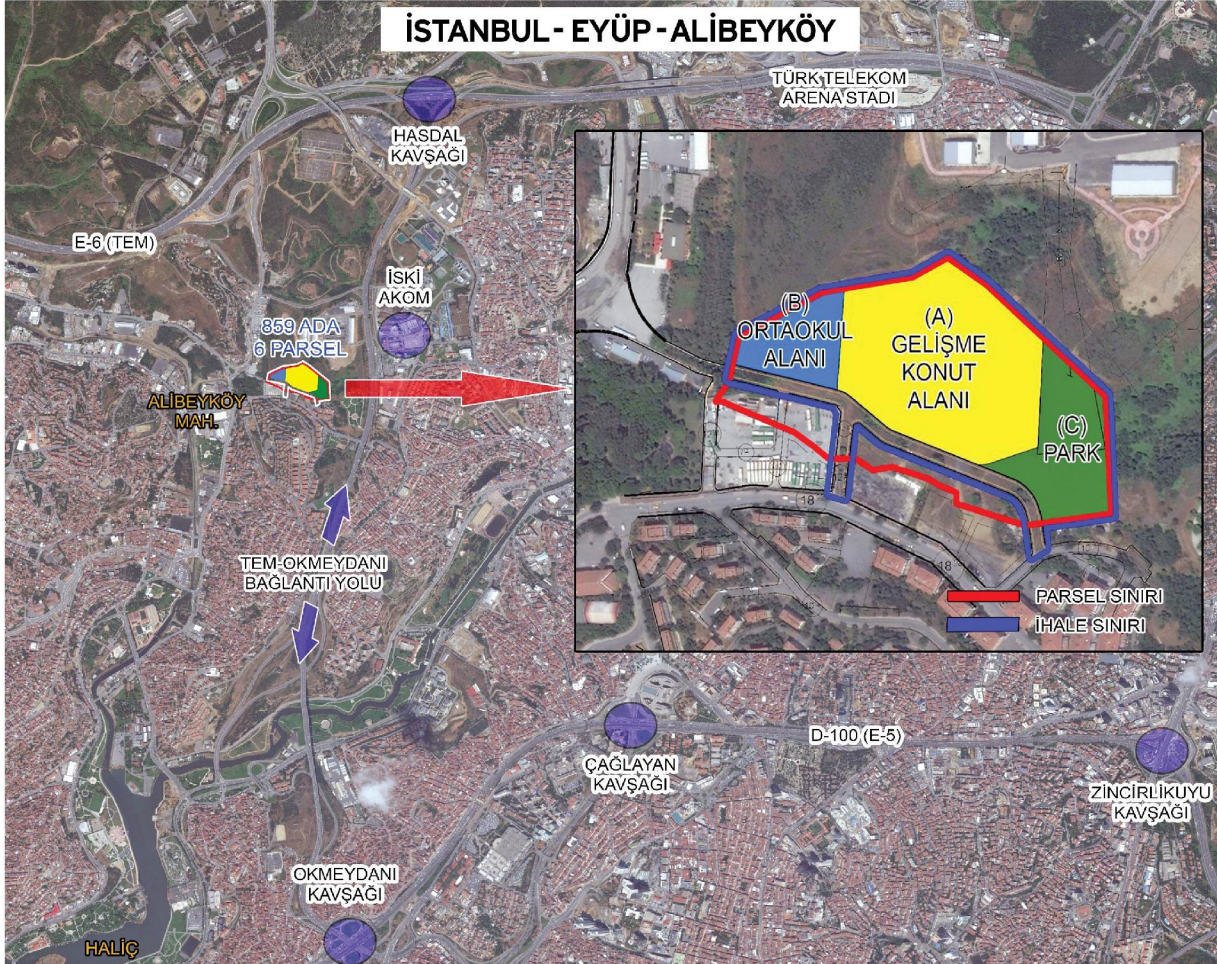 İSTANBUL - EYÜP - ALİBEYKÖY
TÜRK TELEKOM
ARENA STADI
HASDAL
KAVŞAĞI
E-6 (TEM)
İSKİ
AKOM
859 ADA
6 PARSEL
ALİBEYKÖY
MAH.
(B)
ORTAOKUL
ALANI
(A)
GELİŞME
KONUT
ALANI
(C)
PARK
18
18
PARSEL SINIRI
İHALE SINIRI
TEM-OKMEYDANI
BAĞLANTI YOLU
D-100 (E-5)
ÇAĞLAYAN
KAVŞAĞI
ZİNCİRLİKUYU
KAVŞAĞI
OKMEYDANI
KAVŞAĞI
HALİÇ